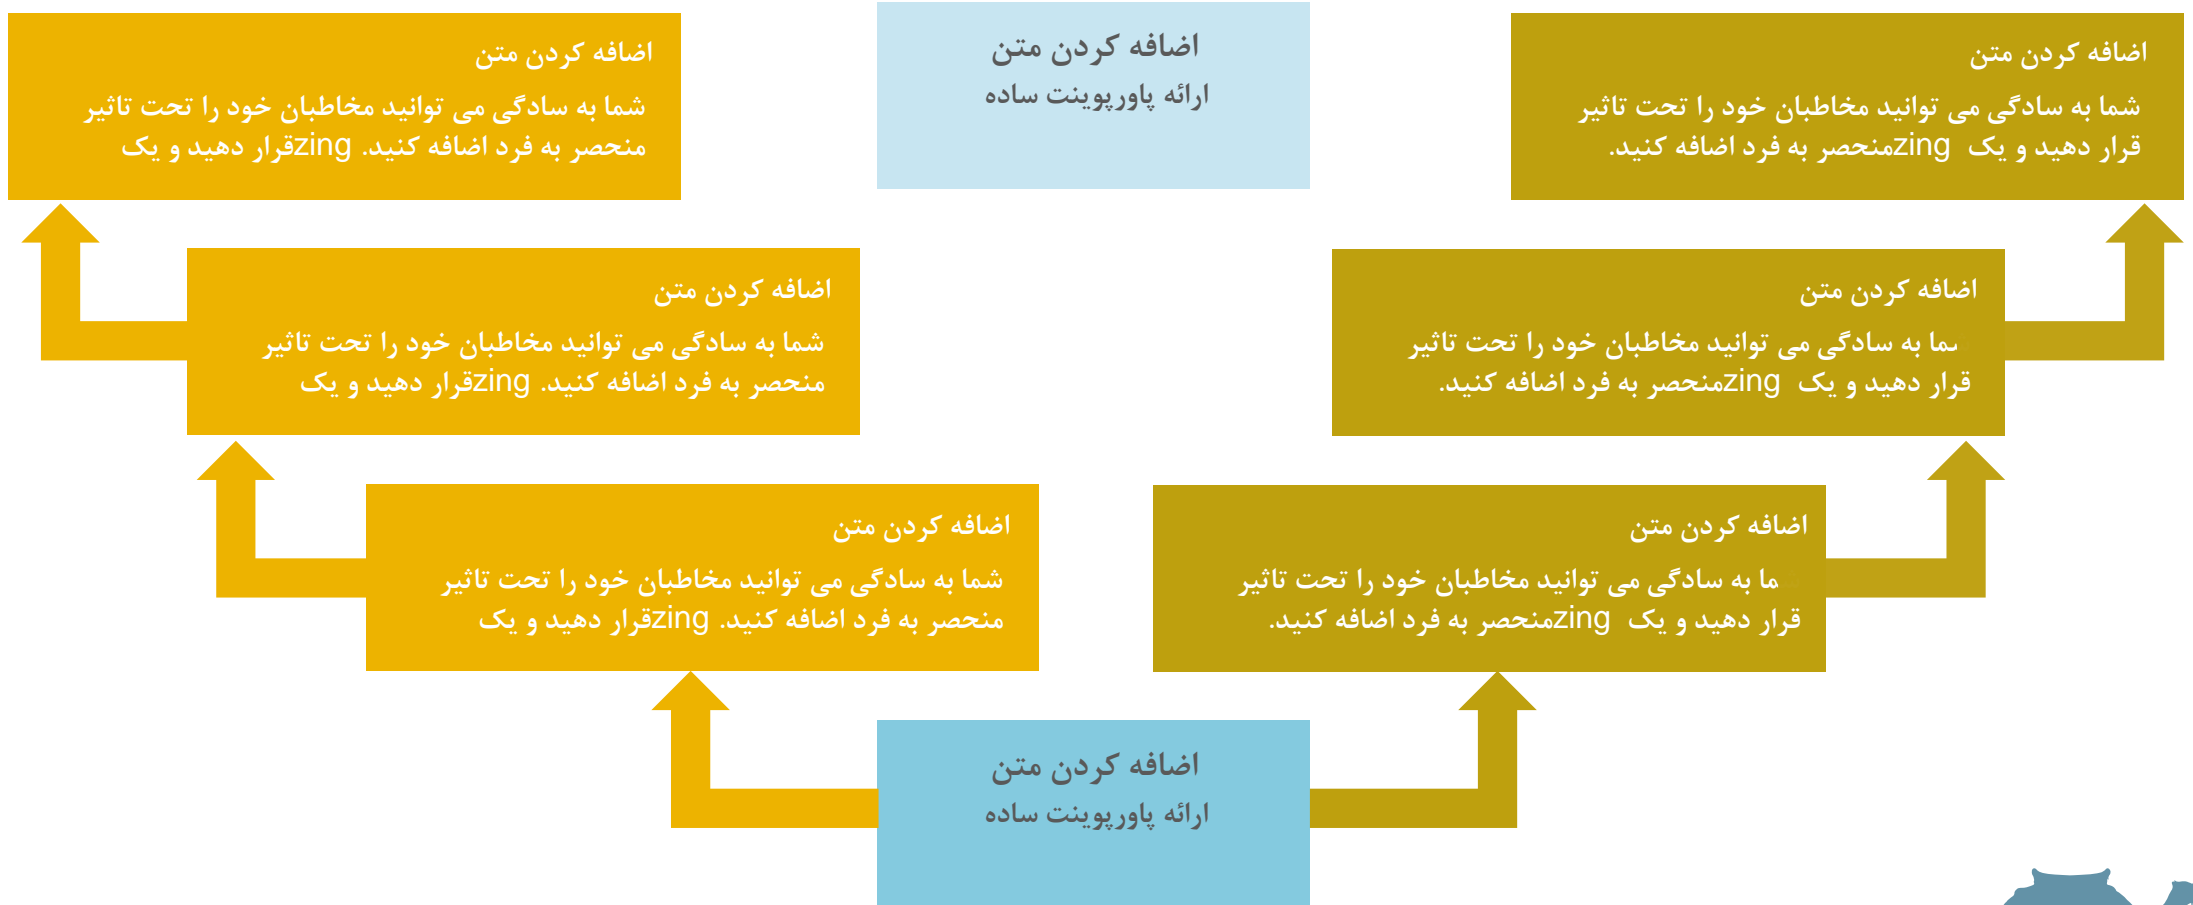 اضافه کردن متن
شما به سادگی می توانید مخاطبان خود را تحت تاثیر
قرار دهید و یک zingمنحصر به فرد اضافه کنید.
اضافه کردن متن
ارائه پاورپوینت ساده
اضافه کردن متن
شما به سادگی می توانید مخاطبان خود را تحت تاثیر
منحصر به فرد اضافه کنید. zingقرار دهید و یک
اضافه کردن متن
شما به سادگی می توانید مخاطبان خود را تحت تاثیر
قرار دهید و یک zingمنحصر به فرد اضافه کنید.
اضافه کردن متن
شما به سادگی می توانید مخاطبان خود را تحت تاثیر
منحصر به فرد اضافه کنید. zingقرار دهید و یک
اضافه کردن متن
شما به سادگی می توانید مخاطبان خود را تحت تاثیر
قرار دهید و یک zingمنحصر به فرد اضافه کنید.
اضافه کردن متن
شما به سادگی می توانید مخاطبان خود را تحت تاثیر
منحصر به فرد اضافه کنید. zingقرار دهید و یک
اضافه کردن متن
ارائه پاورپوینت ساده